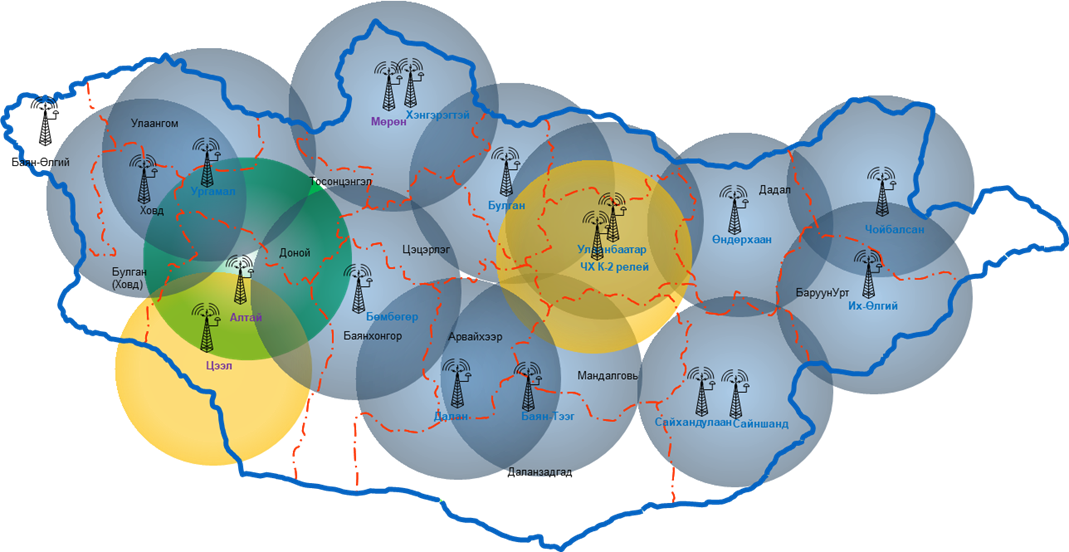 Хэнгэрэгтэй
Мөрөн
Улаангом
Баян-Өлгий
Ургамал
Тосонцэнгэл
Дадал
Ховд
Булган
Чойбалсан
Өндөрхаан
Улаанбаатар
ЧХ К-2 релей
Доной
Цэцэрлэг
Булган
(Ховд)
БаруунУрт
Их-Өлгий
Алтай
Бөмбөгөр
Баянхонгор
Арвайхээр
Цээл
Мандалговь
Далан
Баян-Тээг
Сайхандулаан
Сайншанд
Даланзадгад